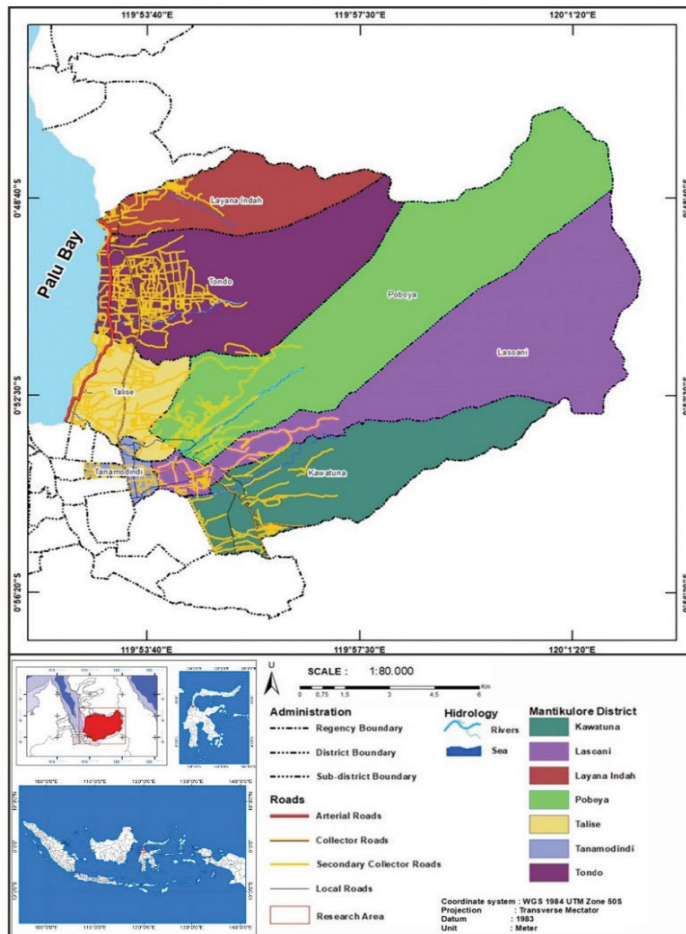 119°53'40"E 119°57'30"E 120°1'20"E
0°48'40"S
0°48'40"S
Layana Indah
Palu Bay
Tondo
Poboya
Lasoani
Talise
0°52'30"S
Tanamodindi
Kawatuna
0°56'20"S
119°53'40"E 119°57'30"E 120°1'20"E
U
SCALE : 1:80.000
0 0.75 1.5 3 4.5 6
Km
Administration
Regency Boundary
District Boundary
Sub-district Boundary
Roads
Arterial Roads
Collector Roads
Secondary Collector Roads
Local Roads
Research Area
Hidrology
Rivers
Sea
Mantikulore District
Kawatuna
Lasoani
Layana Indah
Poboya
Talise
Tanamodindi
Tondo
Coordinate system : WGS 1984 UTM Zone 50S
Projection : Transverse Mectator
Datum : 1983
Unit : Meter